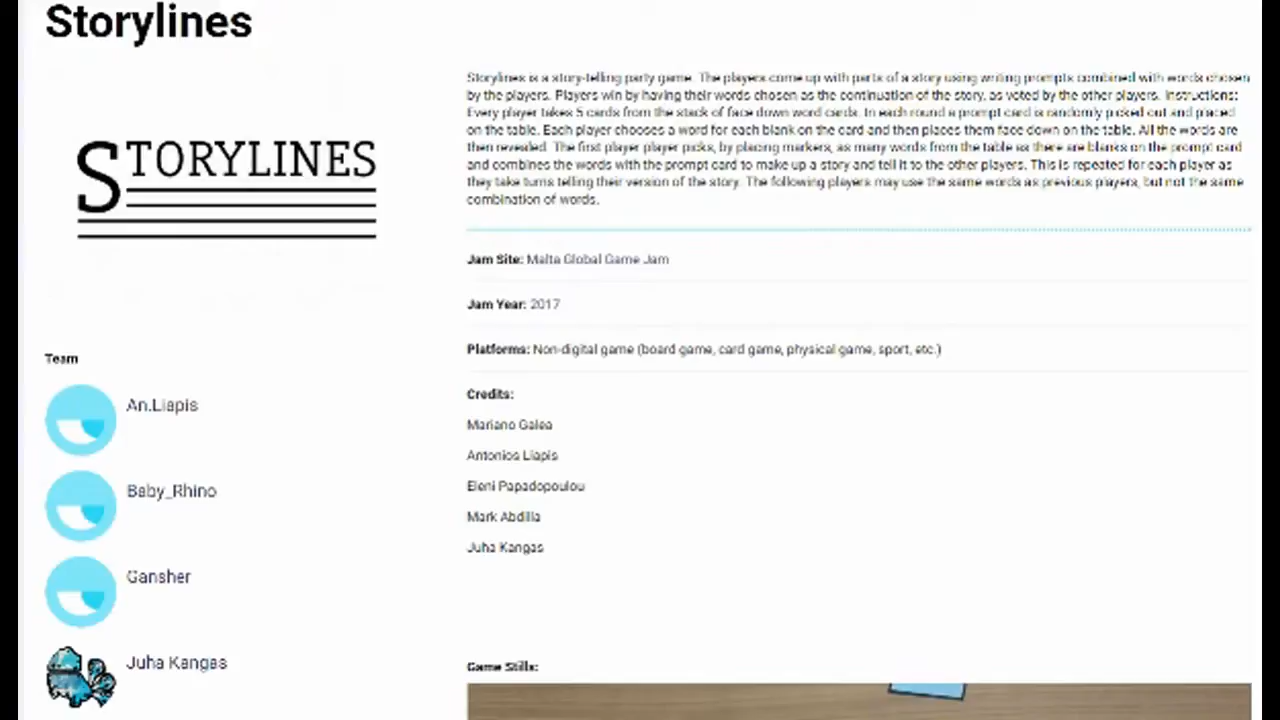 Storylines
STORYLINES
Storylines is a story-telling party game. The players come up with parts of a story using writing prompts combined with words chosen
by the players. Players win by having their words chosen as the continuation of the story, as voted by the other players. Instructions:
Every player takes 5 cards from the stack of face down word cards. In each round a prompt card is randomly picked out and placed
on the table. Each player chooses a word for each blank on the card and then places them face down on the table. All the words are
then revealed. The first player player picks, by placing markers, as many words from the table as there are blanks on the prompt card
and combines the words with the prompt card to make up a story and tell it to the other players. This is repeated for each player as
they take turns telling their version of the story. The following players may use the same words as previous players, but not the same
combination of words.
Jam Site: Malta Global Game Jam
Jam Year: 2017
Platforms: Non-digital game (board game, card game, physical game, sport, etc.)
Credits:
Mariano Galea
Antonios Liapis
Eleni Papadopoulou
Mark Abdilla
Juha Kangas
Game Stills:
Team
An.Liapis
Baby_Rhino
Gansher
Juha Kangas